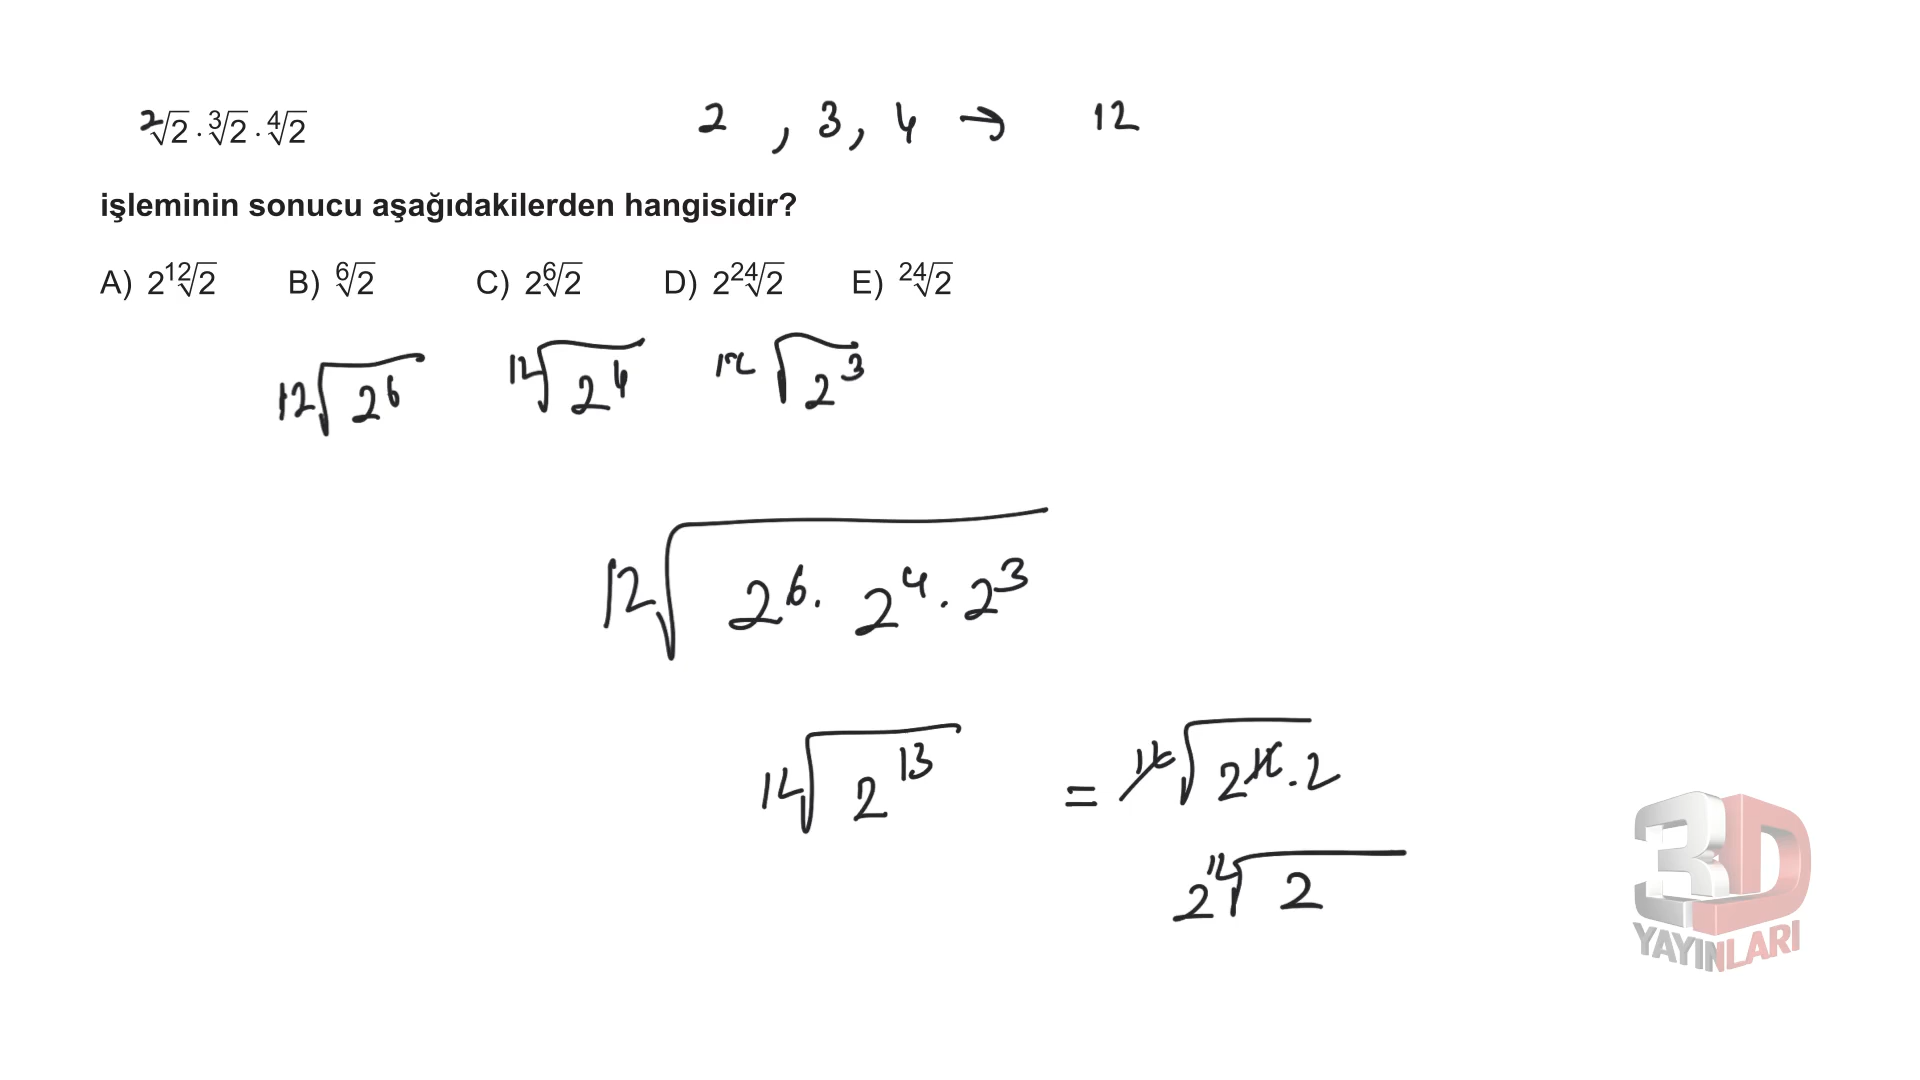 ²√2 · ³√2 · ⁴√2
2 , 3, 4 → 12
işleminin sonucu aşağıdakilerden hangisidir?
A) 2¹²√2 B) ⁶√2 C) 2⁶√2 D) 2²⁴√2 E) ²⁴√2
¹²√2⁶ ¹²√2⁴ ¹²√2³
¹²√2⁶ · 2⁴ · 2³
¹²√2¹³ = ¹²√2¹² · 2
2¹²√2
3D
YAYINLARI